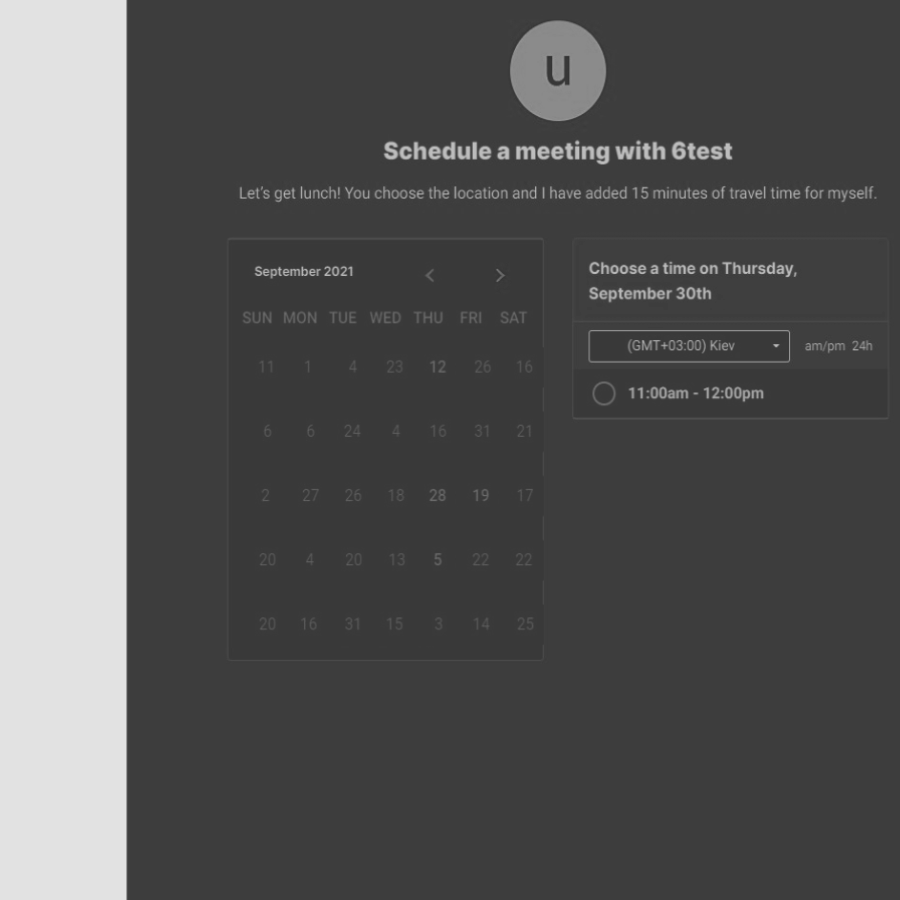 u
Schedule a meeting with 6test
Let's get lunch! You choose the location and I have added 15 minutes of travel time for myself.
September 2021
SUN MON TUE WED THU FRI SAT
11 1 4 23 12 26 16
6 6 24 4 16 31 21
2 27 26 18 28 19 17
20 4 20 13 5 22 22
20 16 31 15 3 14 25
Choose a time on Thursday,
September 30th
(GMT+03:00) Kiev am/pm 24h
11:00am - 12:00pm